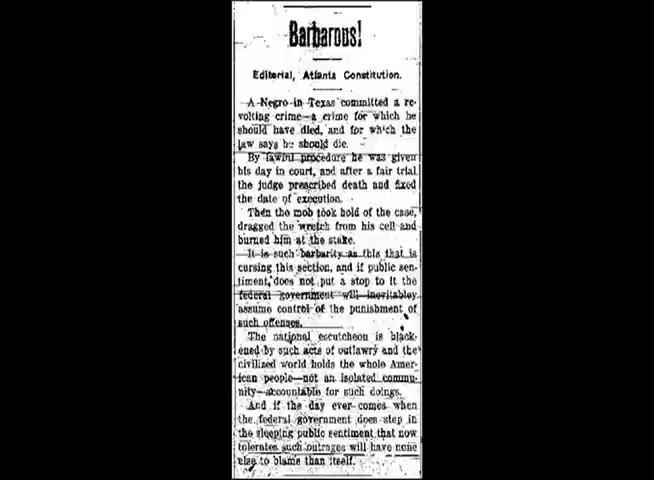 Barbarous!
Editorial, Atlanta Constitution.
A Negro in Texas committed a re-
volting crime—a crime for which he
should have died, and for which the
law says he should die.
By lawful procedure he was given
his day in court, and after a fair trial
the judge prescribed death and fixed
the date of execution.
Then the mob took hold of the case,
dragged the wretch from his cell and
burned him at the stake.
It is such barbarity as this that is
cursing this section, and if public sen-
timent does not put a stop to it the
federal government will inevitabley
assume control of the punishment of
such offenses.
The national escutcheon is black-
ened by such acts of outlawry and the
civilized world holds the whole Amer-
ican people—not an isolated commu-
nity—accountable for such doings.
And if the day ever comes when
the federal government does step in
the sleeping public sentiment that now
tolerates such outrages will have none
else to blame than itself.